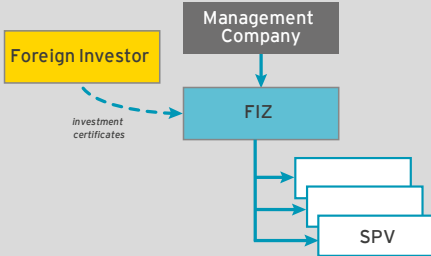 Management
Company
Foreign Investor
investment
certificates
FIZ
SPV